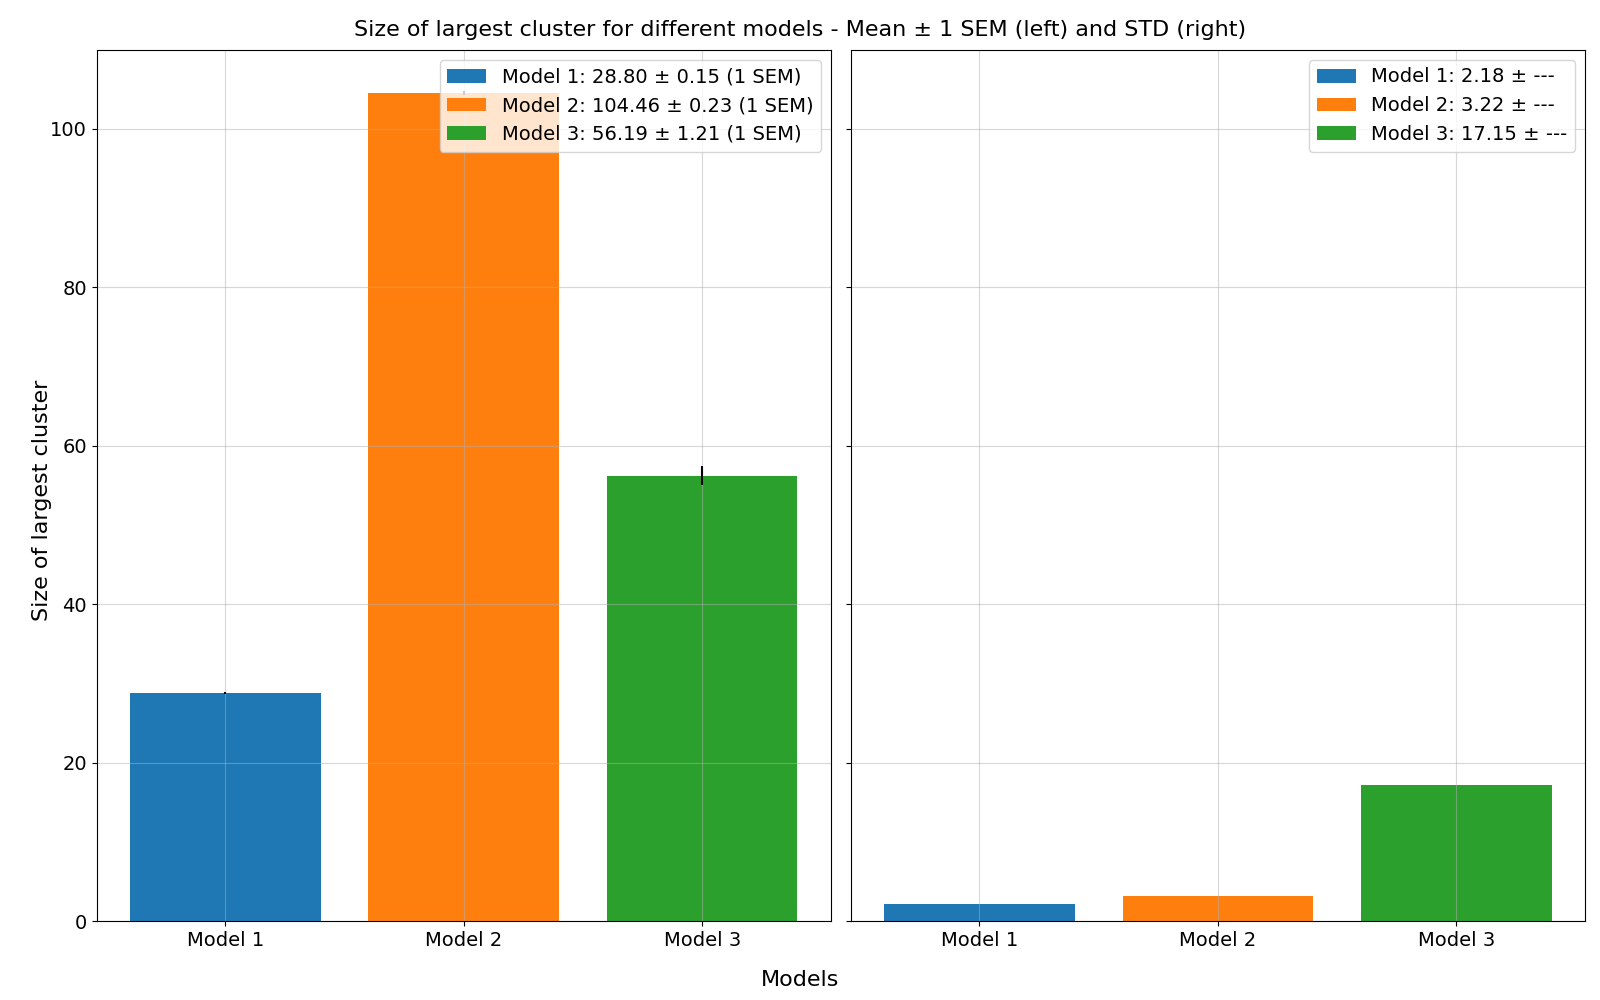 Size of largest cluster for different models - Mean ± 1 SEM (left) and STD (right)
Model 1: 28.80 ± 0.15 (1 SEM)
Model 2: 104.46 ± 0.23 (1 SEM)
Model 3: 56.19 ± 1.21 (1 SEM)
Model 1: 2.18 ± ---
Model 2: 3.22 ± ---
Model 3: 17.15 ± ---
Size of largest cluster
100
80
60
40
20
0
Model 1
Model 2
Model 3
Model 1
Model 2
Model 3
Models